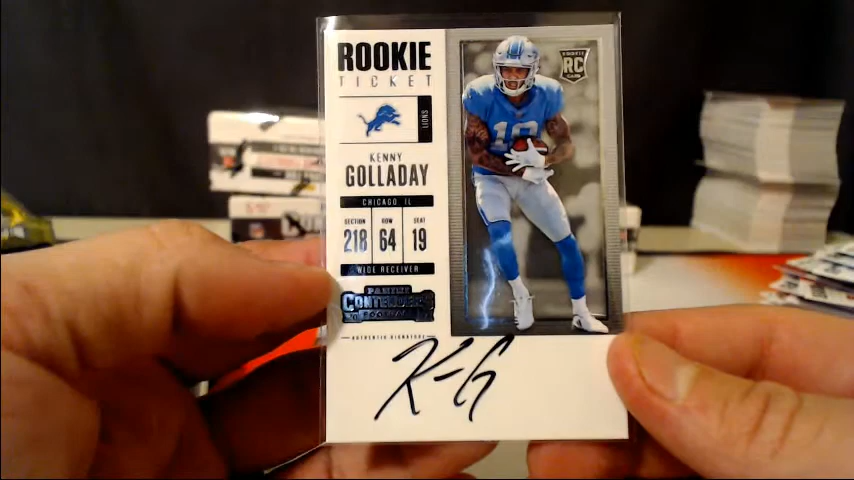 ROOKIE
TICKET
LIONS
KENNY
GOLLADAY
CHICAGO IL
SECTION ROW SEAT
218 64 19
WIDE RECEIVER
PANINI
CONTENDERS
FOOTBALL
AUTHENTIC SIGNATURE
K-G
RC
19